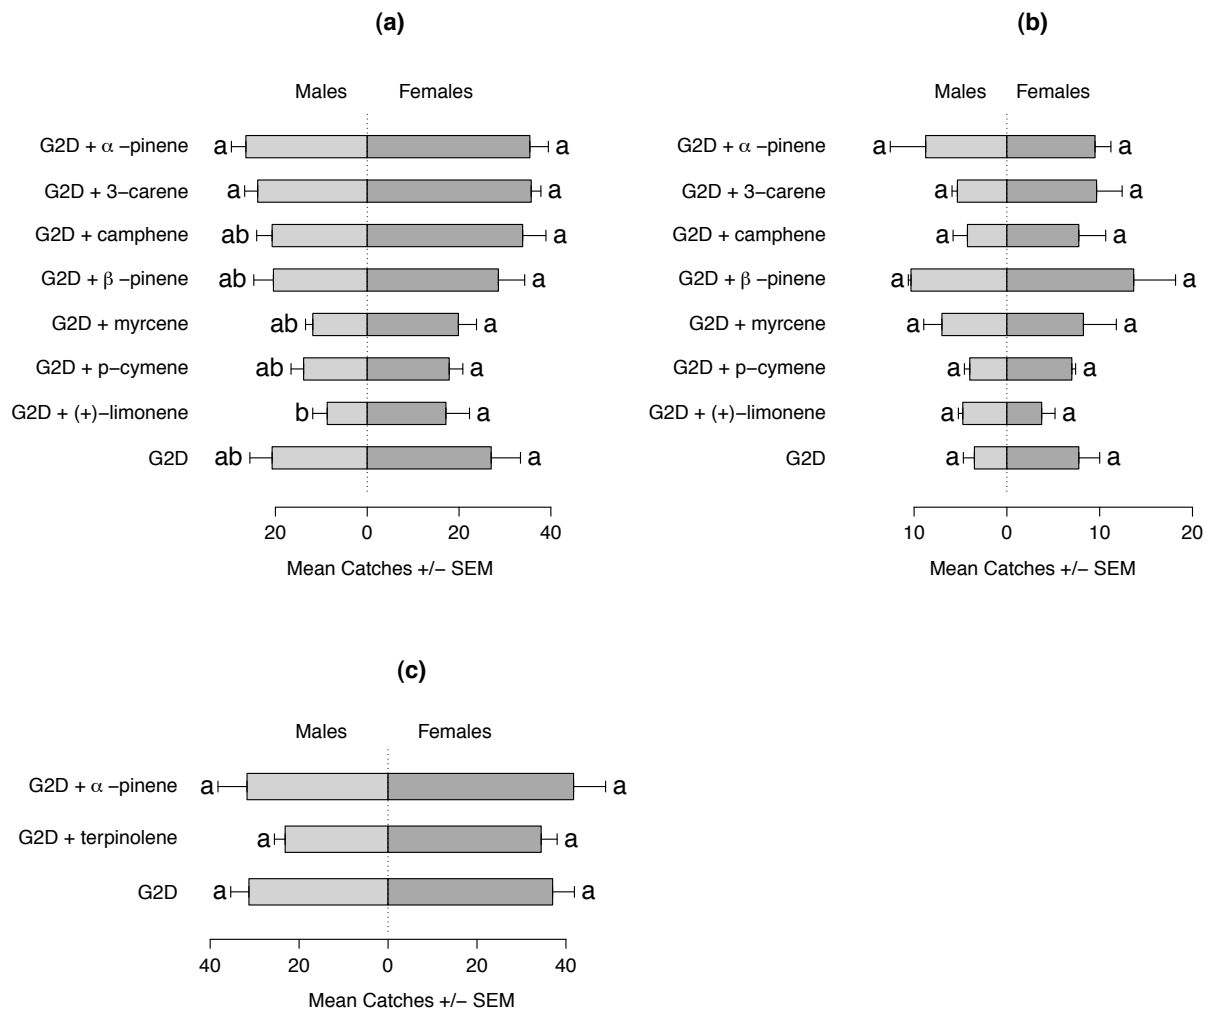 (a)
Males Females
G2D + α −pinene a a
G2D + 3−carene a a
G2D + camphene ab a
G2D + β −pinene ab a
G2D + myrcene ab a
G2D + p−cymene ab a
G2D + (+)−limonene b a
G2D ab a
20 0 20 40
Mean Catches +/− SEM
(b)
Males Females
G2D + α −pinene a a
G2D + 3−carene a a
G2D + camphene a a
G2D + β −pinene a a
G2D + myrcene a a
G2D + p−cymene a a
G2D + (+)−limonene a a
G2D a a
10 0 10 20
Mean Catches +/− SEM
(c)
Males Females
G2D + α −pinene a a
G2D + terpinolene a a
G2D a a
40 20 0 20 40
Mean Catches +/− SEM